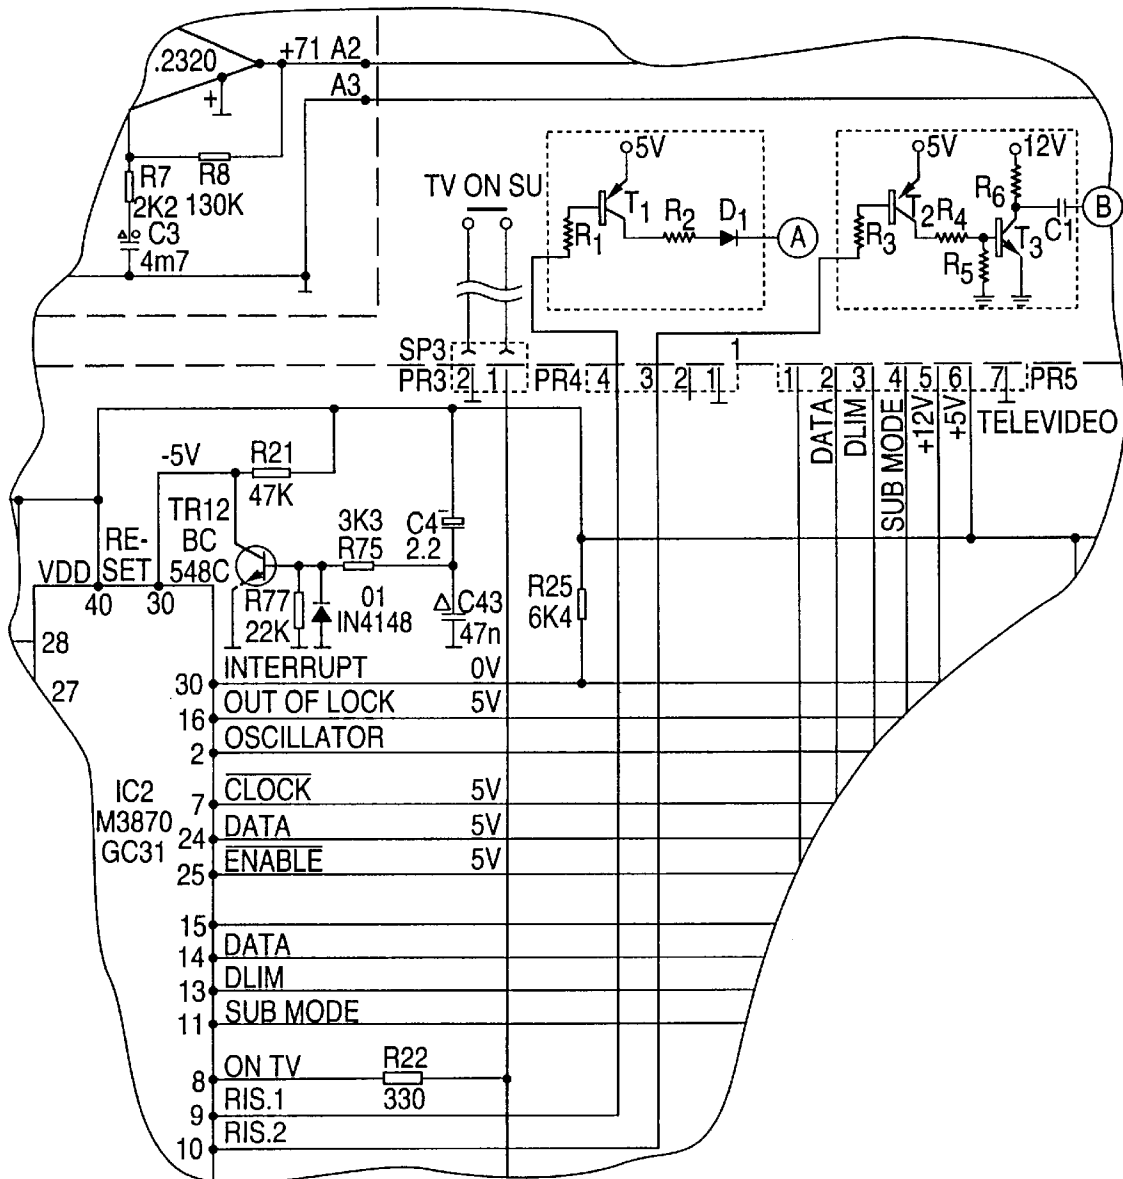 .2320
+71 A2
A3
+
R7
2K2
R8
130K
C3
4m7
TV ON SU
5V
T1
R1
R2
D1
A
5V
12V
T2
R3
R4
R5
R6
T3
C1
B
SP3
PR3 2 1
PR4 4 3 2 1
1
1 2 3 4 5 6 7 PR5
DATA
DLIM
SUB MODE
+12V
+5V
TELEVIDEO
-5V
R21
47K
TR12
BC
548C
3K3
R75
C4
2.2
RE-
SET
VDD
40
30
R77
22K
01
IN4148
C43
47n
R25
6K4
28
27
30 INTERRUPT 0V
16 OUT OF LOCK 5V
2 OSCILLATOR
7 CLOCK 5V
24 DATA 5V
25 ENABLE 5V
IC2
M3870
GC31
15
14 DATA
13 DLIM
11 SUB MODE
8 ON TV
R22
330
9 RIS.1
10 RIS.2